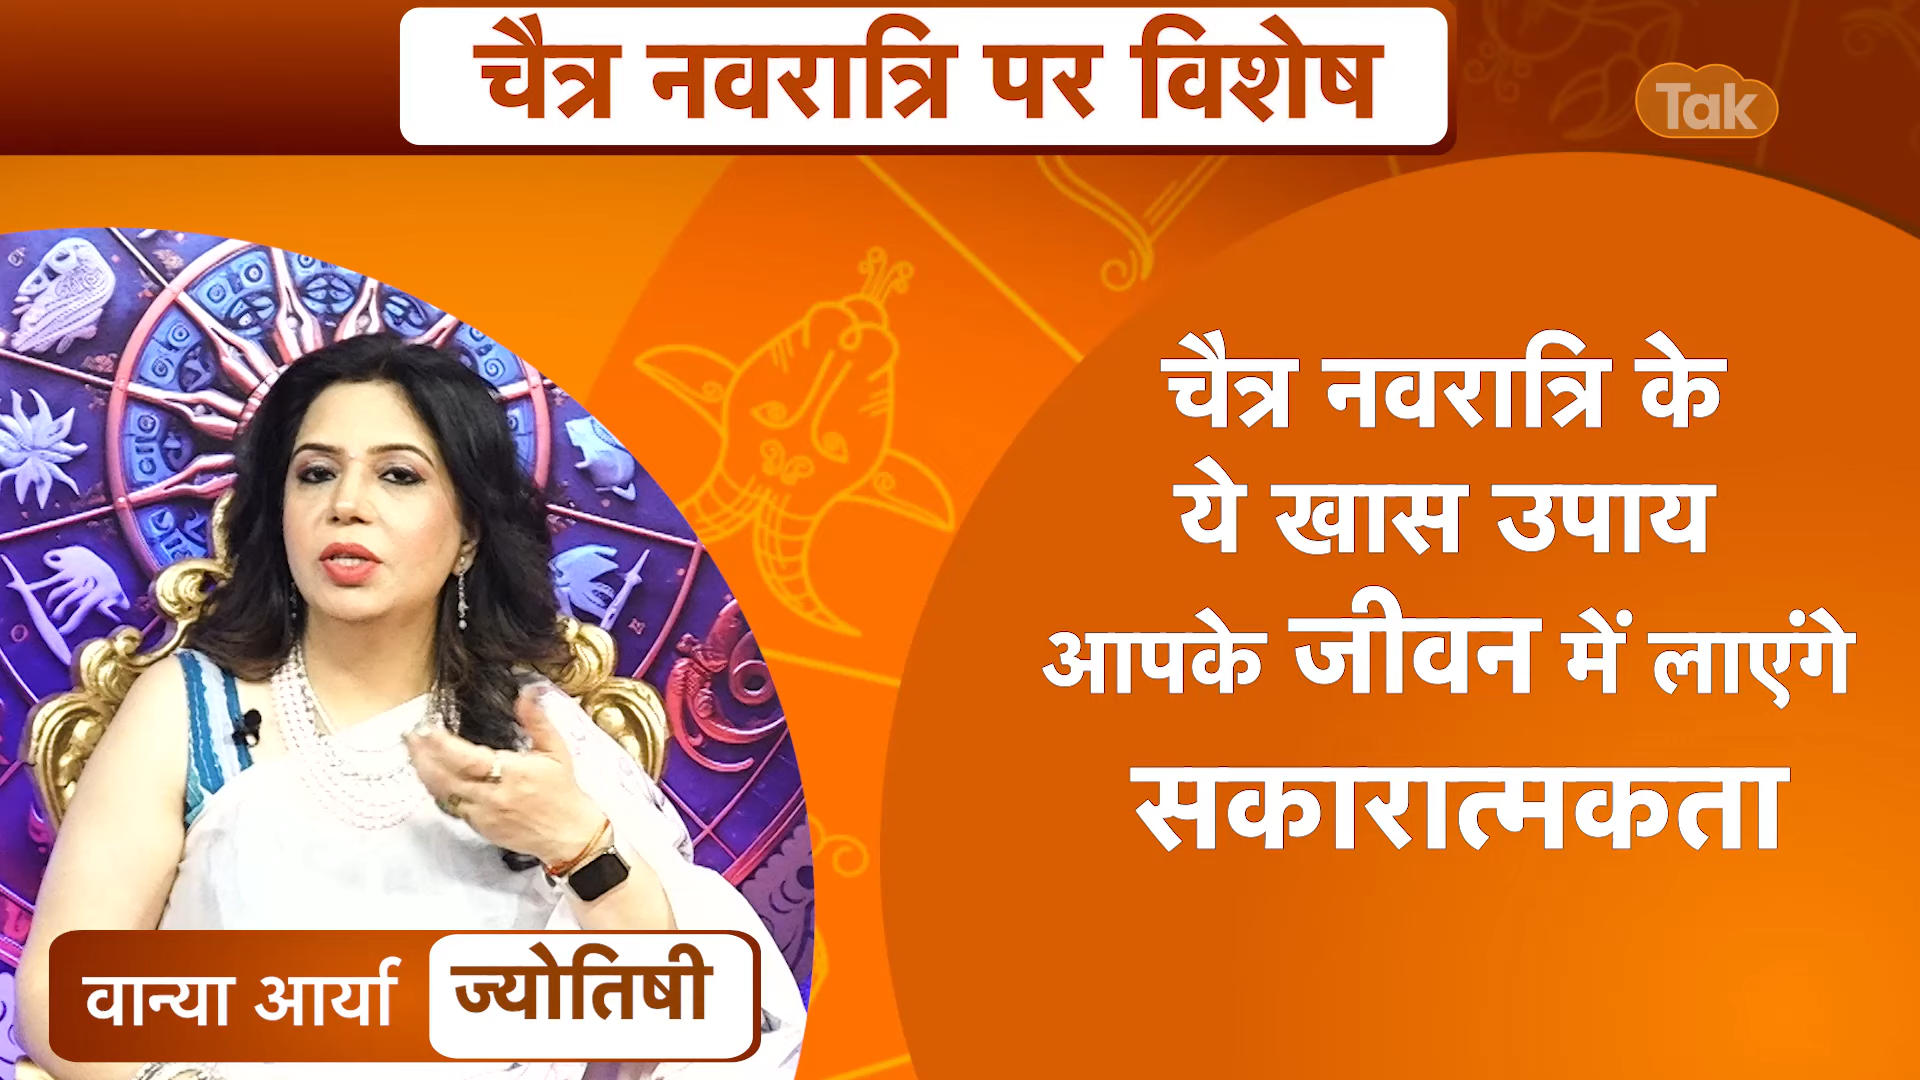 चैत्र नवरात्रि पर विशेष
Tak
चैत्र नवरात्रि के
ये खास उपाय
आपके जीवन में लाएंगे
सकारात्मकता
वान्या आर्या ज्योतिषी